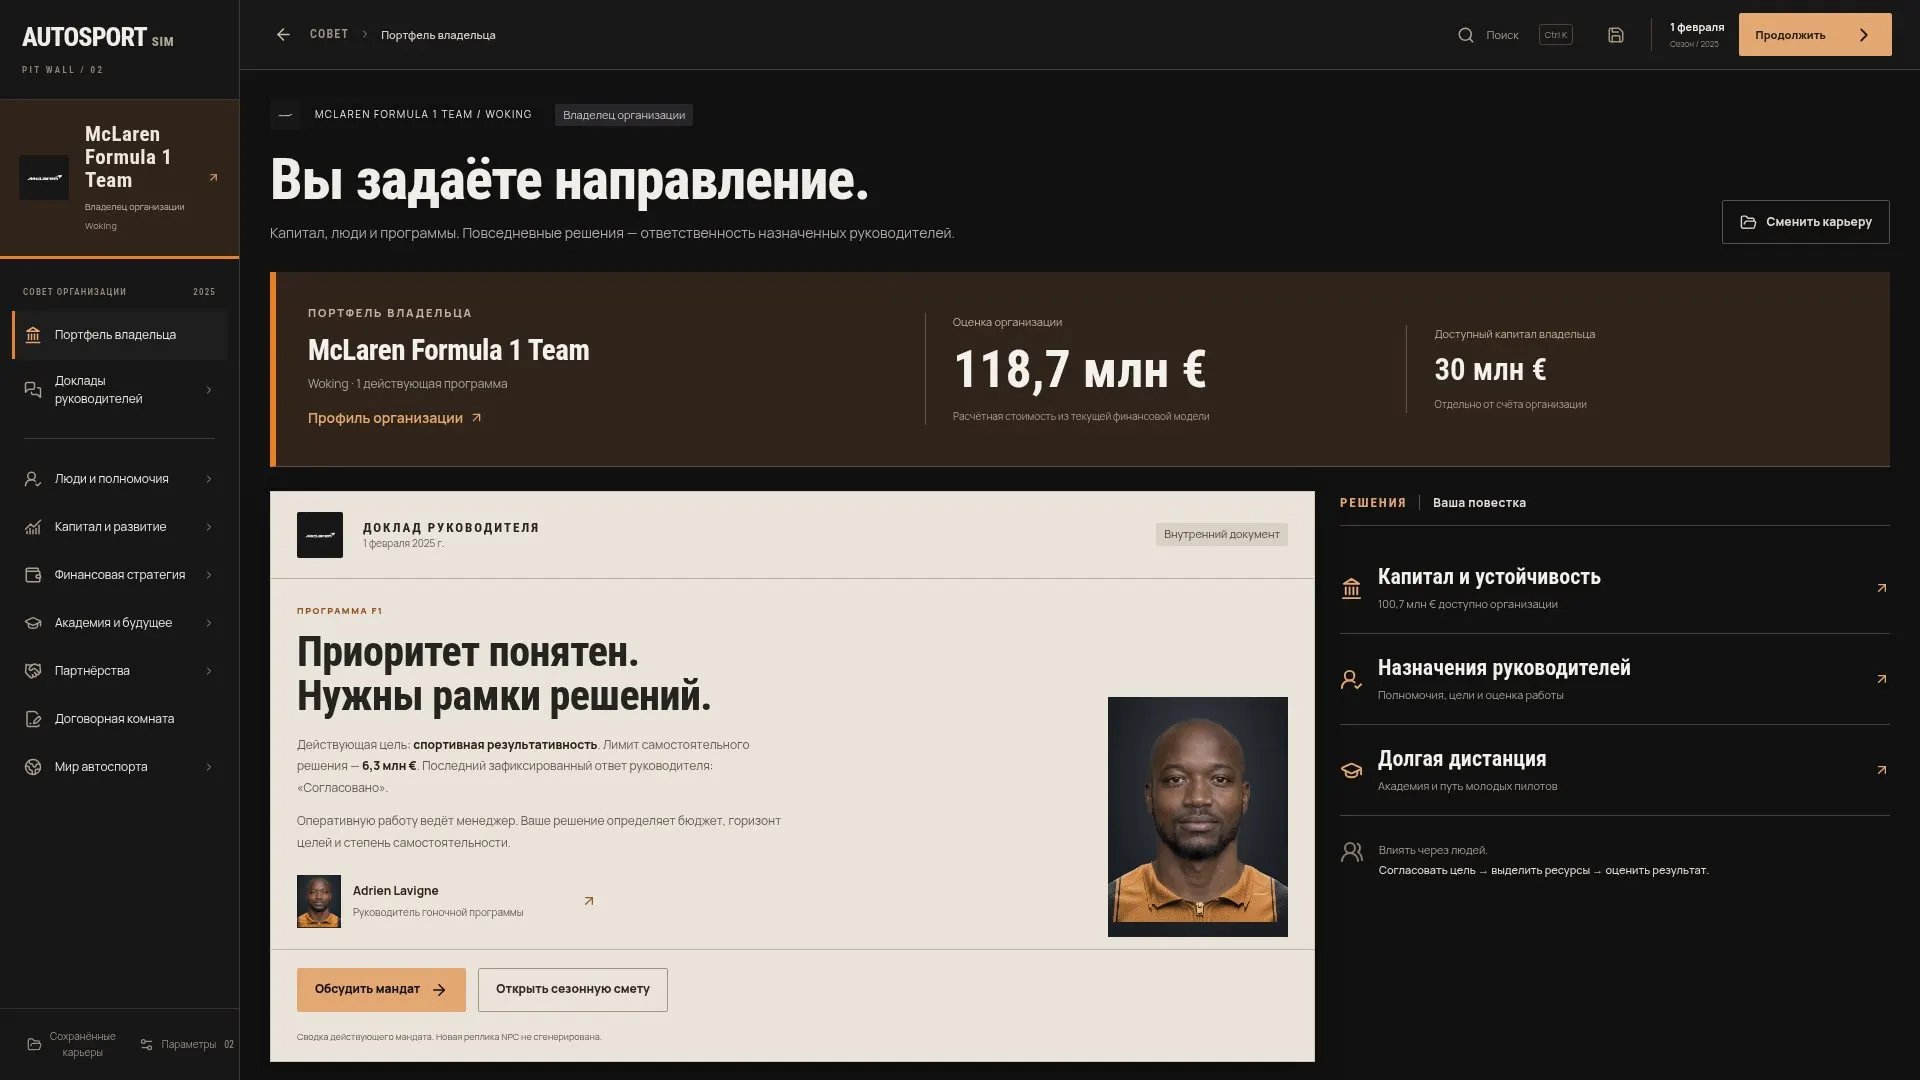 AUTOSPORT SIM
PIT WALL / 02
McLaren
Formula 1
Team
Владелец организации
Woking
СОВЕТ ОРГАНИЗАЦИИ 2025
Портфель владельца
Доклады
руководителей
Люди и полномочия
Капитал и развитие
Финансовая стратегия
Академия и будущее
Партнёрства
Договорная комната
Мир автоспорта
Сохранённые
карьеры
Параметры 02
СОВЕТ
Портфель владельца
Поиск
Ctrl K
1 февраля
Сезон / 2025
Продолжить
MCLAREN FORMULA 1 TEAM / WOKING
Владелец организации
Вы задаёте направление.
Капитал, люди и программы. Повседневные решения — ответственность назначенных руководителей.
Сменить карьеру
ПОРТФЕЛЬ ВЛАДЕЛЬЦА
McLaren Formula 1 Team
Woking · 1 действующая программа
Профиль организации
Оценка организации
118,7 млн €
Расчётная стоимость из текущей финансовой модели
Доступный капитал владельца
30 млн €
Отдельно от счёта организации
McLaren
ДОКЛАД РУКОВОДИТЕЛЯ
1 февраля 2025 г.
Внутренний документ
ПРОГРАММА F1
Приоритет понятен.
Нужны рамки решений.
Действующая цель: спортивная результативность. Лимит самостоятельного
решения — 6,3 млн €. Последний зафиксированный ответ руководителя:
«Согласовано».
Оперативную работу ведёт менеджер. Ваше решение определяет бюджет, горизонт
целей и степень самостоятельности.
Adrien Lavigne
Руководитель гоночной программы
Обсудить мандат
Открыть сезонную смету
Сводка действующего мандата. Новая реплика NPC не сгенерирована.
РЕШЕНИЯ
Ваша повестка
Капитал и устойчивость
100,7 млн € доступно организации
Назначения руководителей
Полномочия, цели и оценка работы
Долгая дистанция
Академия и путь молодых пилотов
Влиять через людей.
Согласовать цель → выделить ресурсы → оценить результат.